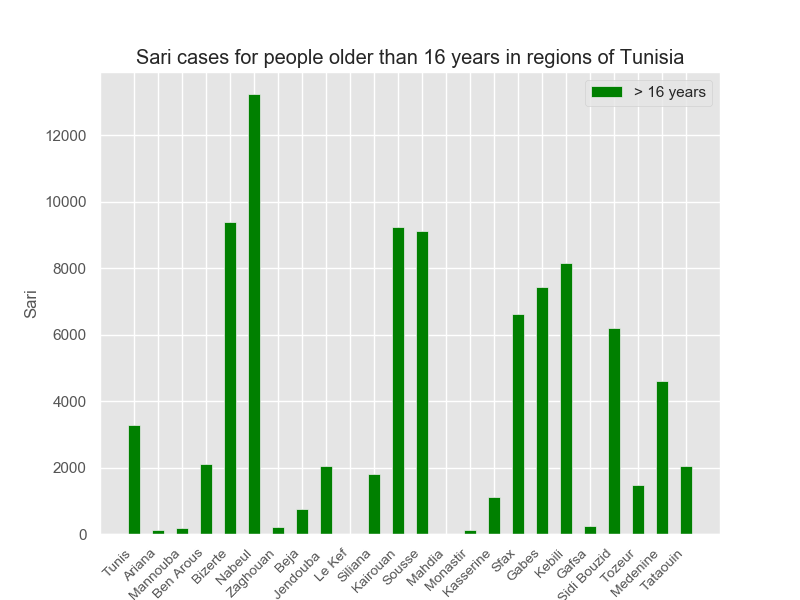 Sari cases for people older than 16 years in regions of Tunisia
> 16 years
12000
10000
8000
6000
4000
2000
0
Sari
Tunis
Ariana
Mannouba
Ben Arous
Bizerte
Nabeul
Zaghouan
Beja
Jendouba
Le Kef
Siliana
Kairouan
Sousse
Mahdia
Monastir
Kasserine
Sfax
Gabes
Kebili
Gafsa
Sidi Bouzid
Tozeur
Medenine
Tataouin